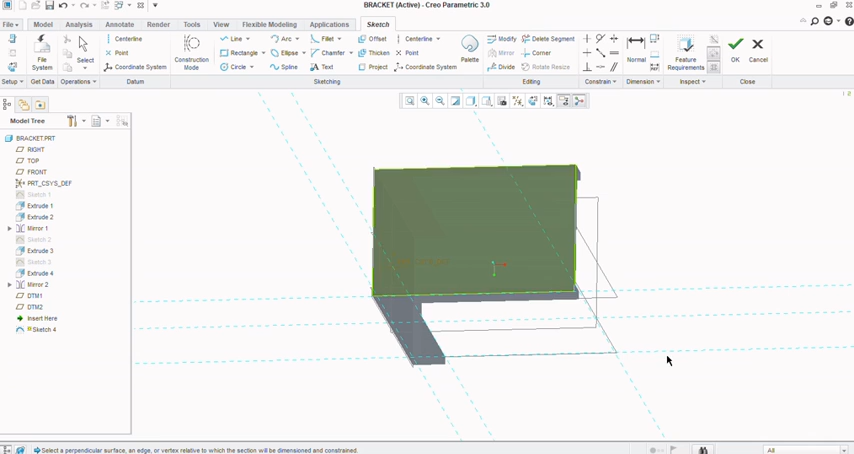 BRACKET (Active) - Creo Parametric 3.0
File Model Analysis Annotate Render Tools View Flexible Modeling Applications Sketch
File System
Select
Centerline
Point
Coordinate System
Construction Mode
Line Arc Fillet Offset Centerline
Rectangle Ellipse Chamfer Thicken Point
Circle Spline Text Project Coordinate System
Palette
Modify Delete Segment
Mirror Corner
Divide Rotate Resize
Normal
Feature Requirements
OK Cancel
Setup Get Data Operations Datum Sketching Editing Constrain Dimension Inspect Close
Model Tree
BRACKET.PRT
RIGHT
TOP
FRONT
PRT_CSYS_DEF
Sketch 1
Extrude 1
Extrude 2
Mirror 1
Sketch 2
Extrude 3
Sketch 3
Extrude 4
Mirror 2
DTM1
DTM2
Insert Here
Sketch 4
Select a perpendicular surface, an edge, or vertex relative to which the section will be dimensioned and constrained.
All